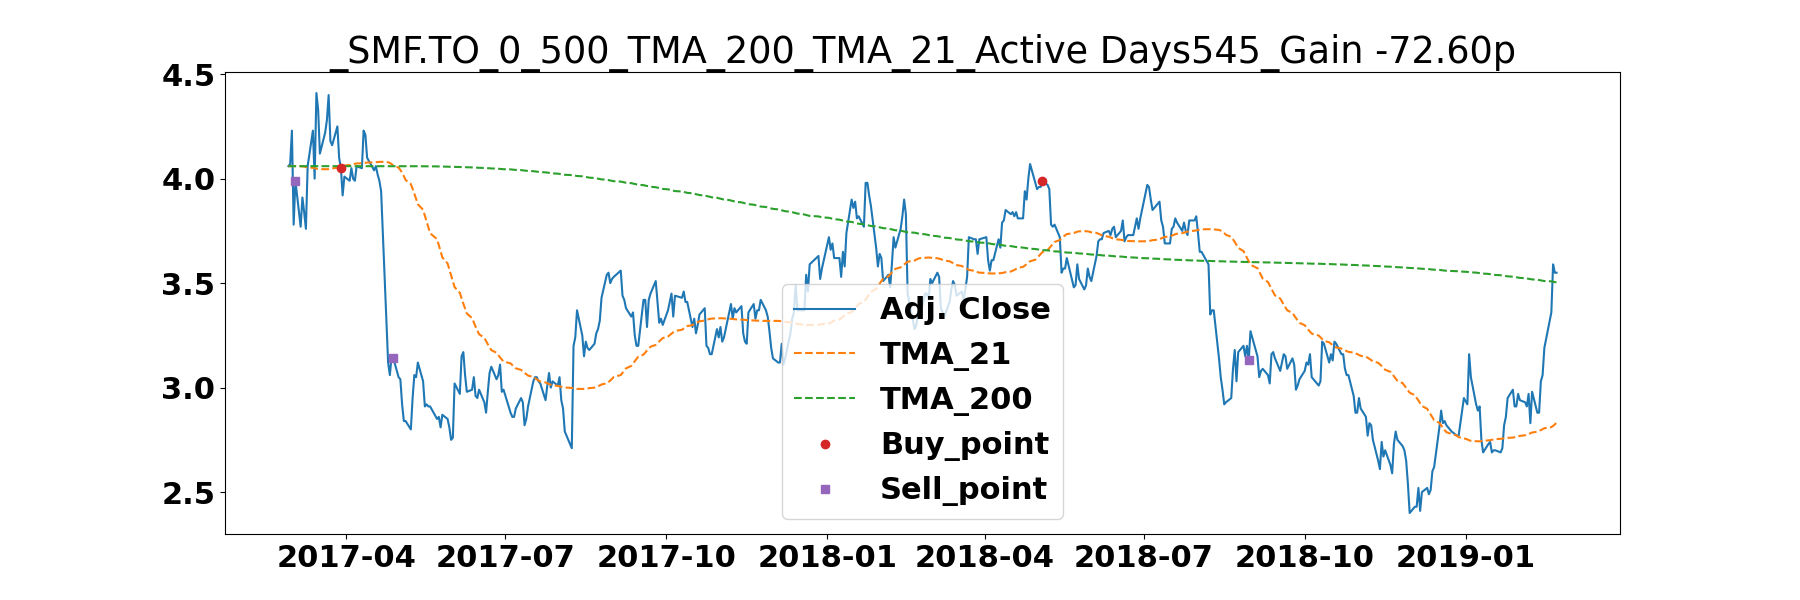 _SMF.TO_0_500_TMA_200_TMA_21_Active Days545_Gain -72.60p
4.5
4.0
3.5
3.0
2.5
Adj. Close
TMA_21
TMA_200
Buy_point
Sell_point
2017-04 2017-07 2017-10 2018-01 2018-04 2018-07 2018-10 2019-01